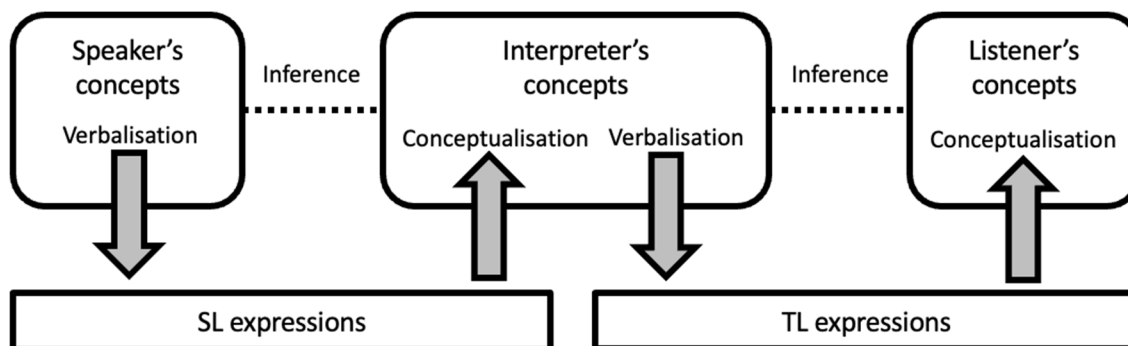 Speaker's
concepts
Verbalisation
Inference
Interpreter's
concepts
Conceptualisation
Verbalisation
Inference
Listener's
concepts
Conceptualisation
SL expressions
TL expressions